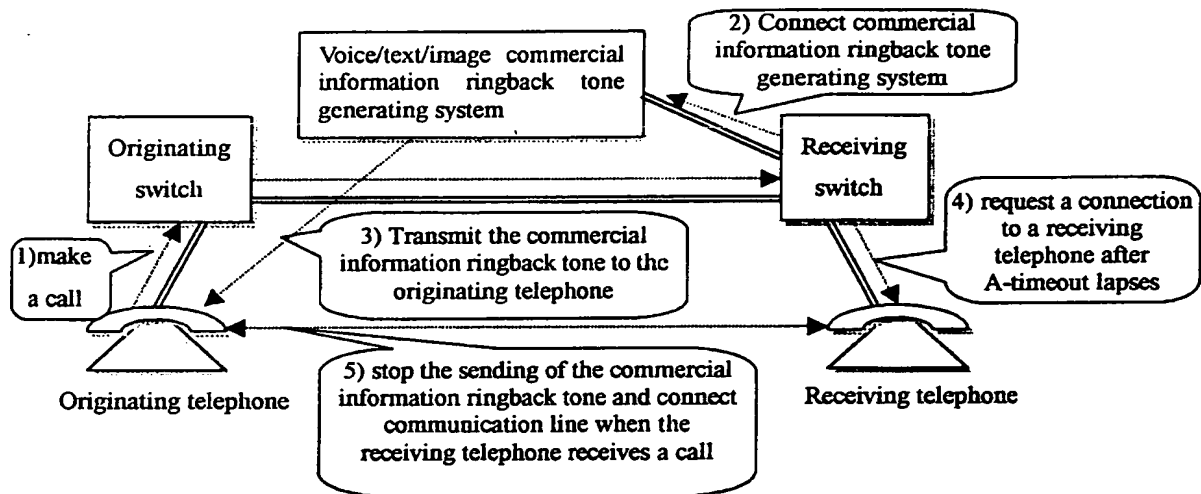 Voice/text/image commercial
information ringback tone
generating system
2) Connect commercial
information ringback tone
generating system
Originating
switch
Receiving
switch
1)make
a call
3) Transmit the commercial
information ringback tone to the
originating telephone
4) request a connection
to a receiving
telephone after
A-timeout lapses
5) stop the sending of the commercial
information ringback tone and connect
communication line when the
receiving telephone receives a call
Originating telephone
Receiving telephone